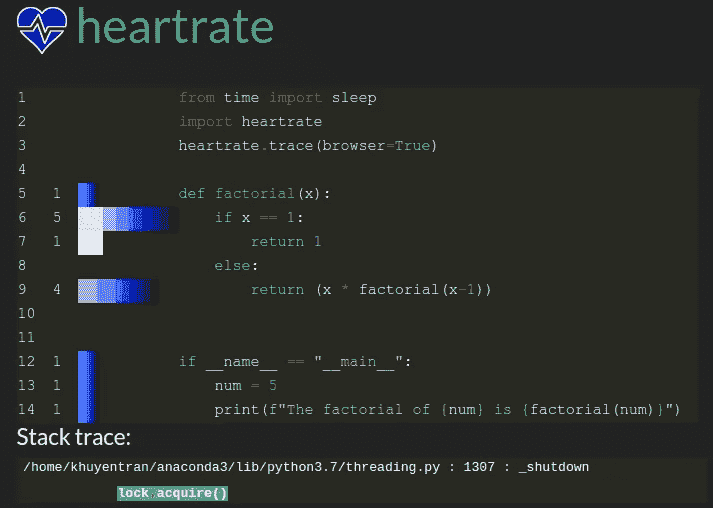 heartrate
1 from time import sleep
2 import heartrate
3 heartrate.trace(browser=True)
4
5 1 def factorial(x):
6 5 if x == 1:
7 1 return 1
8 else:
9 4 return (x * factorial(x-1))
10
11
12 1 if __name__ == "__main__":
13 1 num = 5
14 1 print(f"The factorial of {num} is {factorial(num)}")
Stack trace:
/home/khuyentran/anaconda3/lib/python3.7/threading.py : 1307 : _shutdown
lock.acquire()